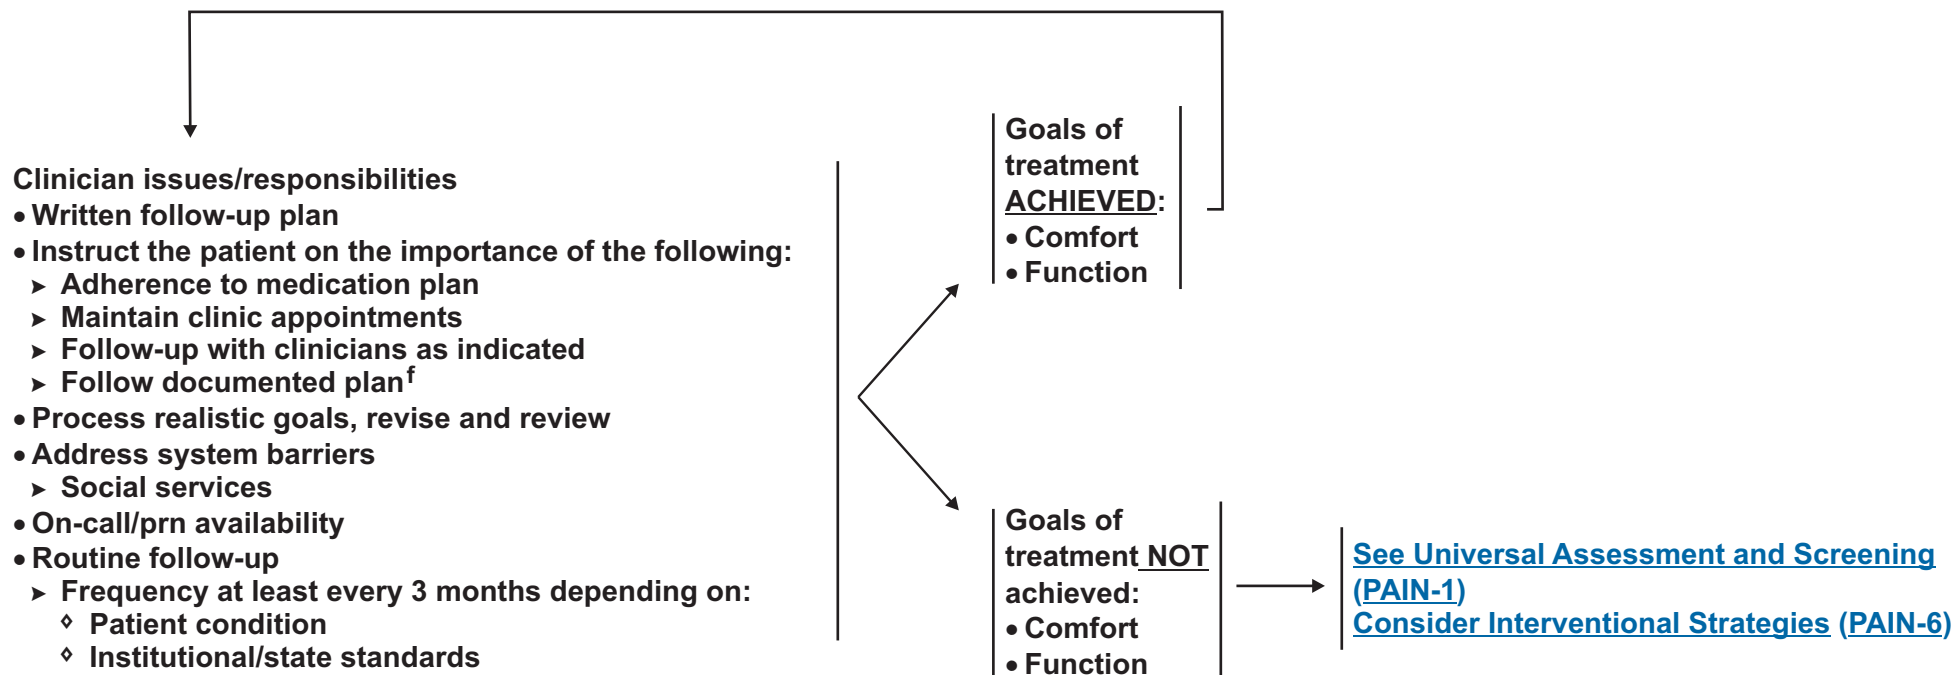 Clinician issues/responsibilities
• Written follow-up plan
• Instruct the patient on the importance of the following:
➤ Adherence to medication plan
➤ Maintain clinic appointments
➤ Follow-up with clinicians as indicated
➤ Follow documented plan f
• Process realistic goals, revise and review
• Address system barriers
➤ Social services
• On-call/prn availability
• Routine follow-up
➤ Frequency at least every 3 months depending on:
◊ Patient condition
◊ Institutional/state standards
Goals of
treatment
ACHIEVED:
• Comfort
• Function
Goals of
treatment NOT
achieved:
• Comfort
• Function
See Universal Assessment and Screening
(PAIN-1)
Consider Interventional Strategies (PAIN-6)